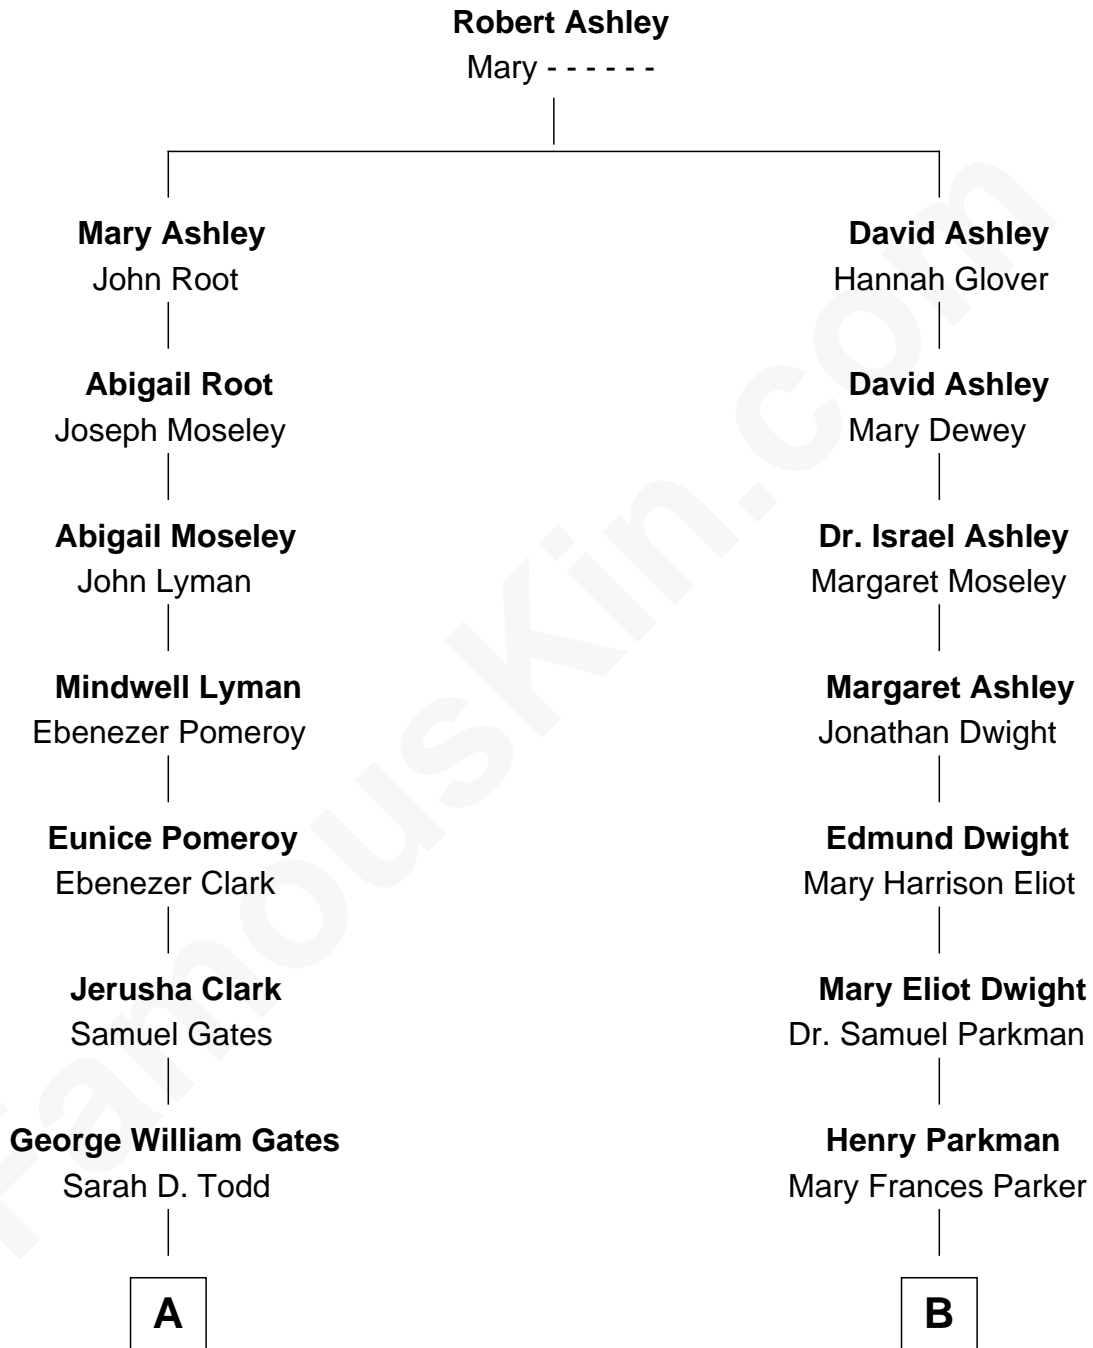 Robert Ashley
Mary - - - - - -
Mary Ashley
John Root
David Ashley
Hannah Glover
Abigail Root
Joseph Moseley
David Ashley
Mary Dewey
Abigail Moseley
John Lyman
Dr. Israel Ashley
Margaret Moseley
Mindwell Lyman
Ebenezer Pomeroy
Margaret Ashley
Jonathan Dwight
Eunice Pomeroy
Ebenezer Clark
Edmund Dwight
Mary Harrison Eliot
Jerusha Clark
Samuel Gates
Mary Eliot Dwight
Dr. Samuel Parkman
George William Gates
Sarah D. Todd
Henry Parkman
Mary Frances Parker
A
B
FamousKin.com